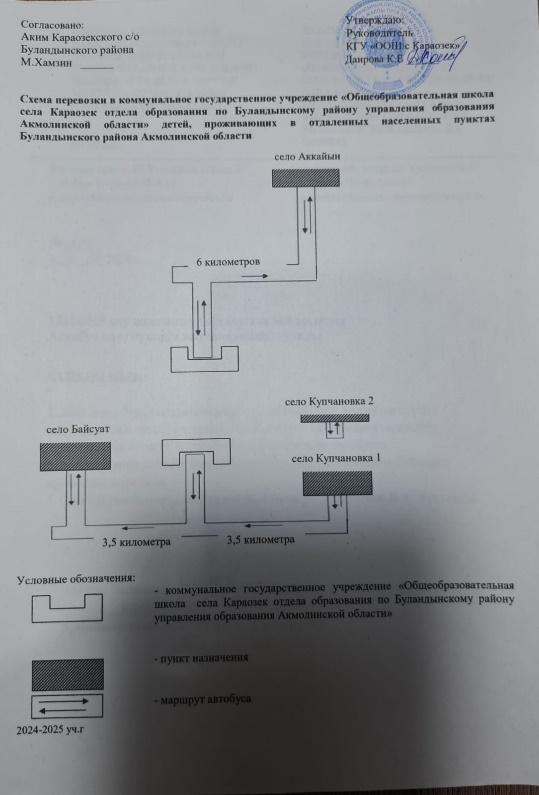 Согласовано:
Аким Караозекского с/о
Буландынского района
М.Хамзин ______
Утверждаю:
Руководитель
КГУ «ООШ с Караозек»
Даирова К.Е
Схема перевозки в коммунальное государственное учреждение «Общеобразовательная школа
села Караозек отдела образования по Буландынскому району управления образования
Акмолинской области» детей, проживающих в отдаленных населенных пунктах
Буландынского района Акмолинской области
село Аккайын
6 километров
село Купчановка 2
село Байсуат
село Купчановка 1
3,5 километра
3,5 километра
Условные обозначения:
- коммунальное государственное учреждение «Общеобразовательная
школа села Караозек отдела образования по Буландынскому району
управления образования Акмолинской области»
- пункт назначения
- маршрут автобуса
2024-2025 уч.г